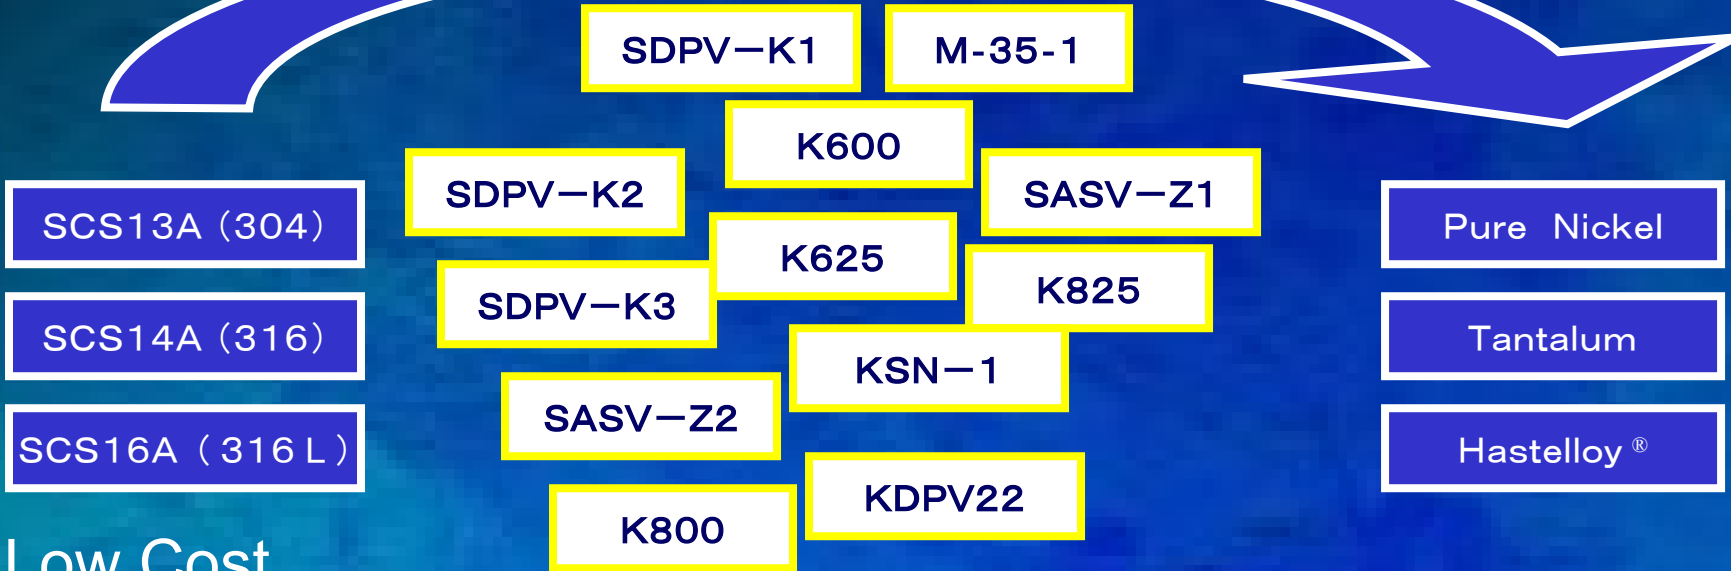 SDPV－K1
M-35-1
K600
SDPV－K2
SASV－Z1
SCS13A（304）
Pure Nickel
K625
K825
SDPV－K3
SCS14A（316）
Tantalum
KSN－1
SASV－Z2
SCS16A（316L）
Hastelloy®
KDPV22
K800
Low Cost